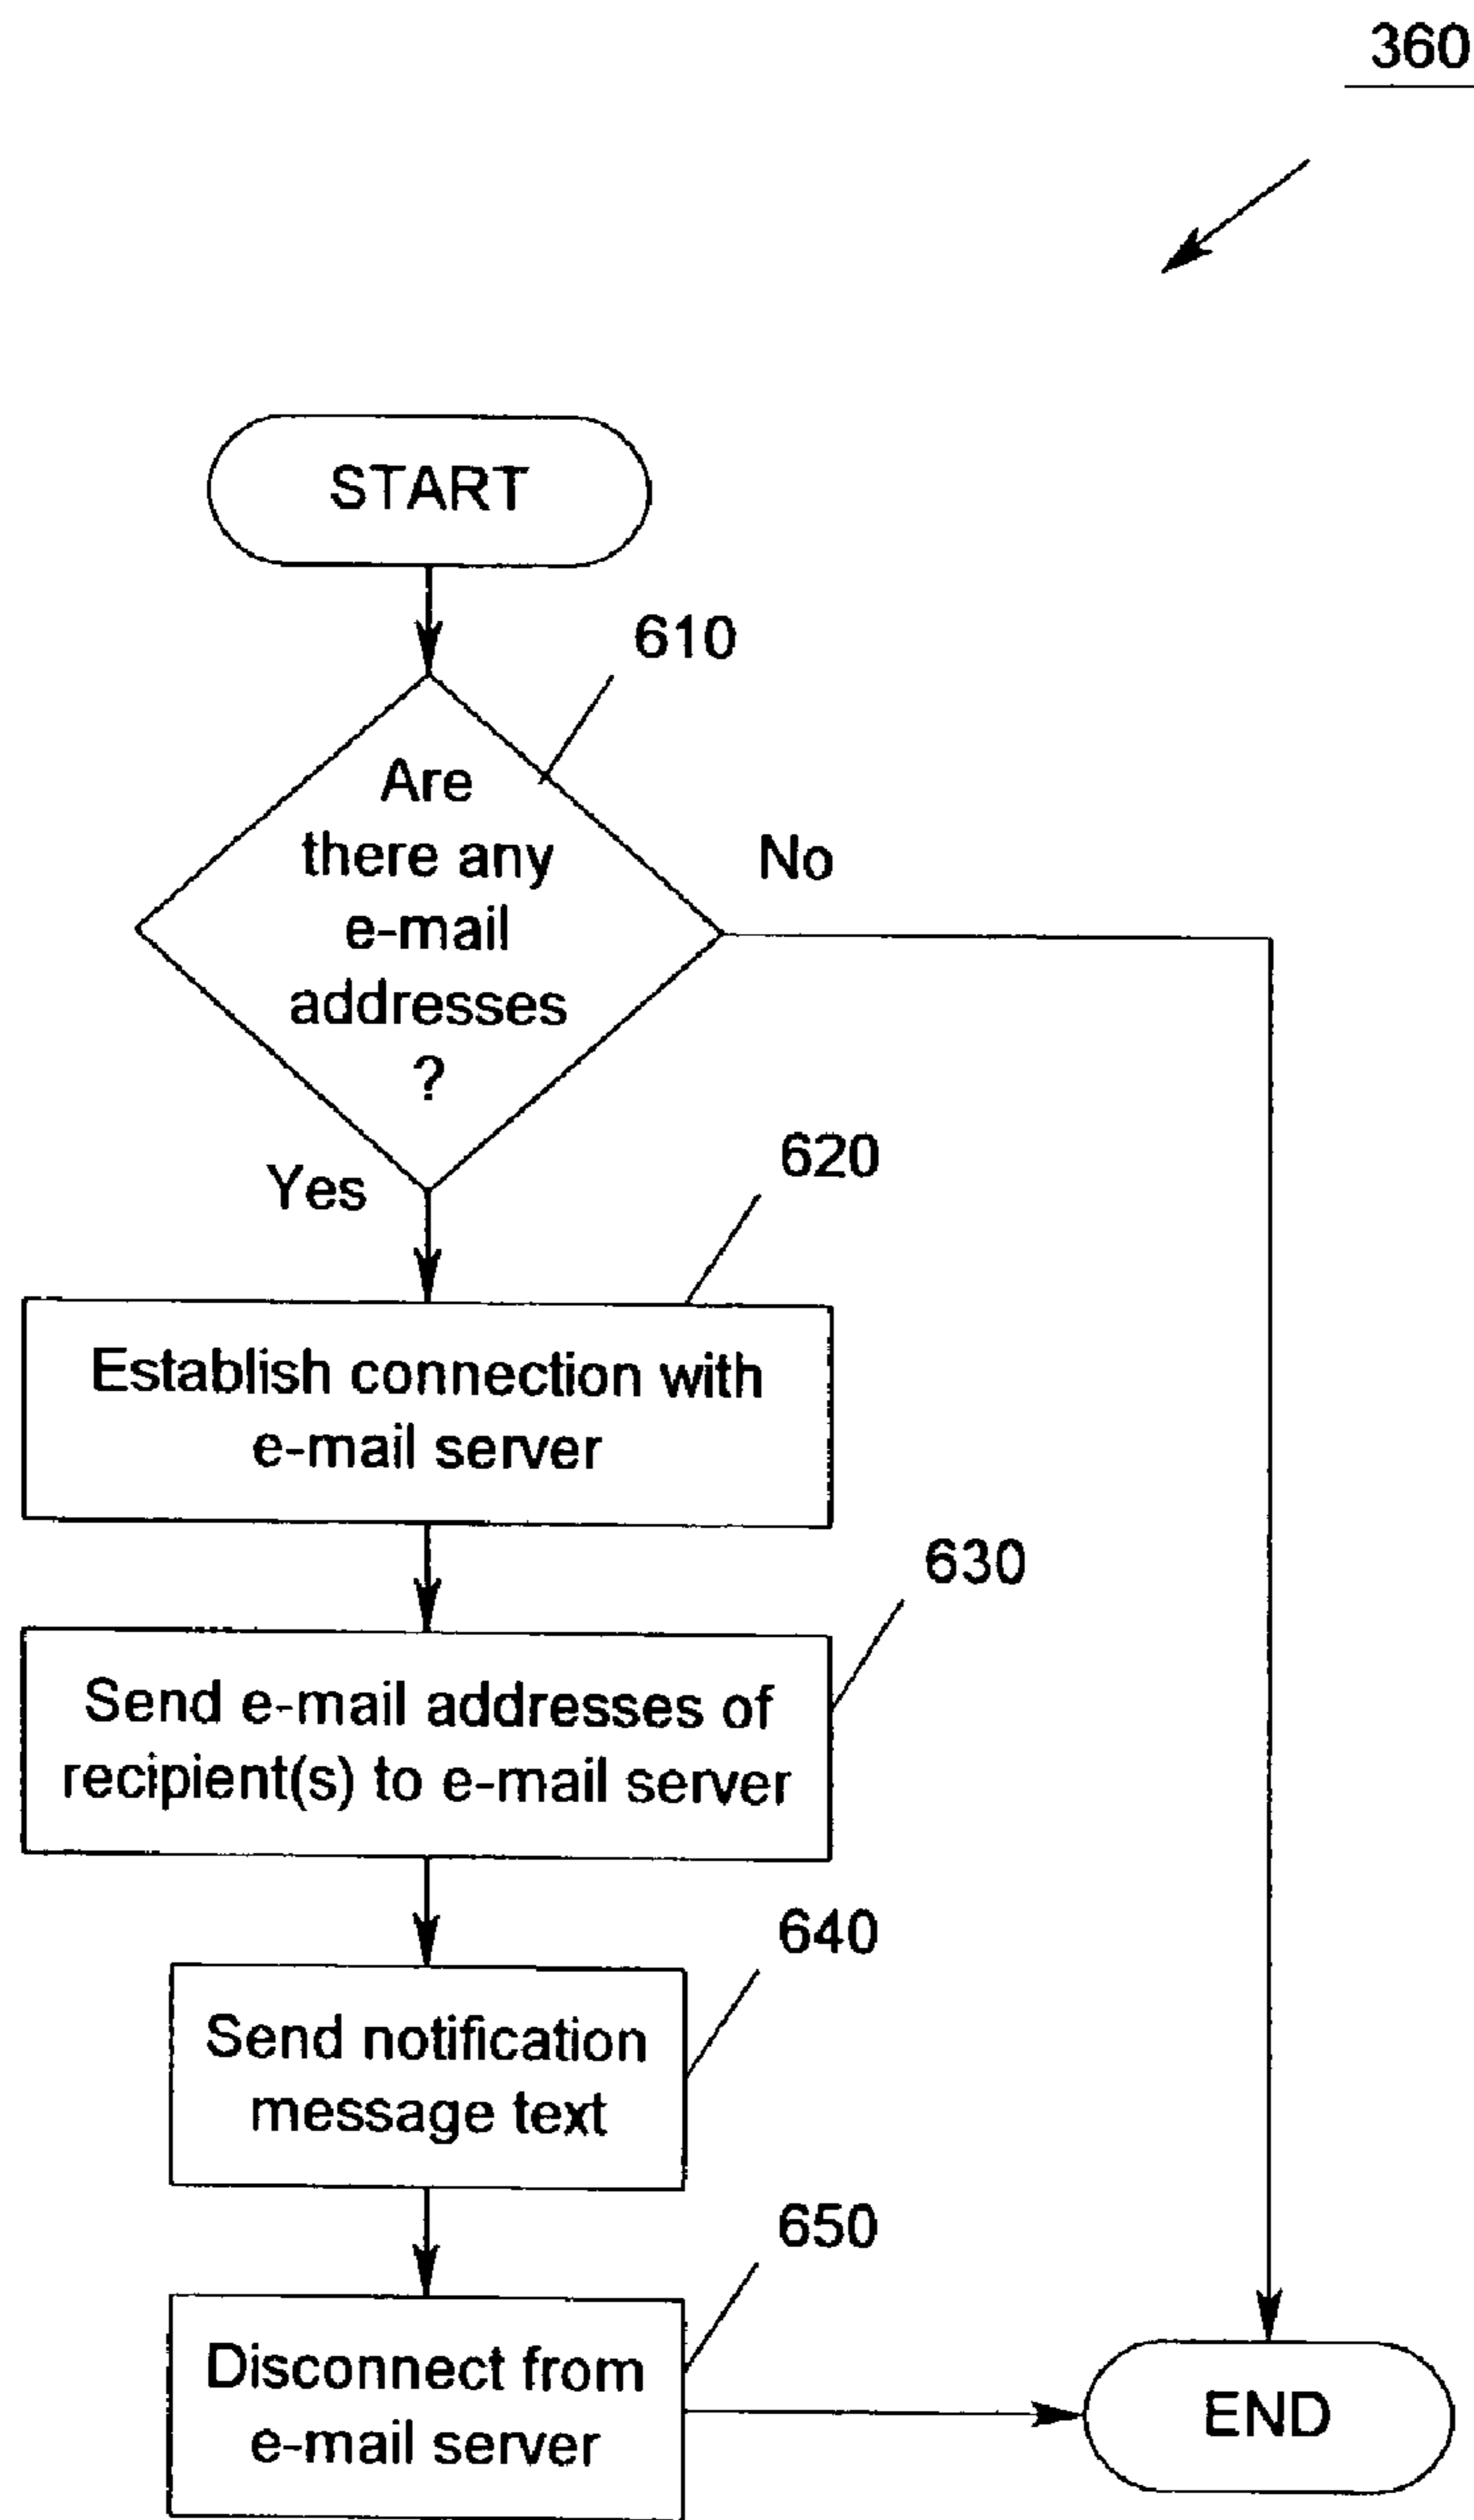 360
START
610
Are
there any
e-mail
addresses
?
No
Yes
620
Establish connection with
e-mail server
630
Send e-mail addresses of
recipient(s) to e-mail server
640
Send notification
message text
650
Disconnect from
e-mail server
END